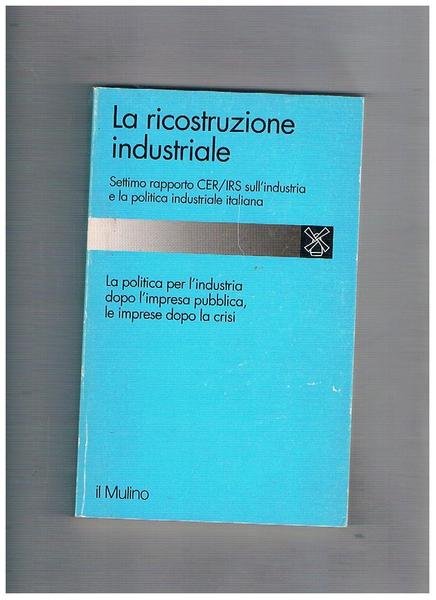 La ricostruzione
industriale
Settimo rapporto CER/IRS sull'industria
e la politica industriale italiana
La politica per l'industria
dopo l'impresa pubblica,
le imprese dopo la crisi
il Mulino